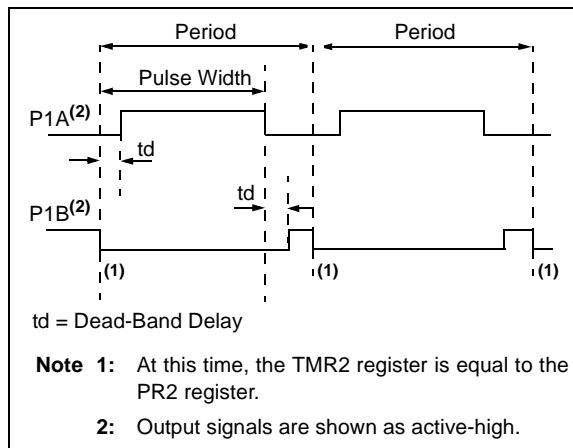 Period Period
Pulse Width
P1A(2)
td
td
P1B(2)
(1) (1) (1)
td = Dead-Band Delay
Note 1: At this time, the TMR2 register is equal to the
PR2 register.
2: Output signals are shown as active-high.